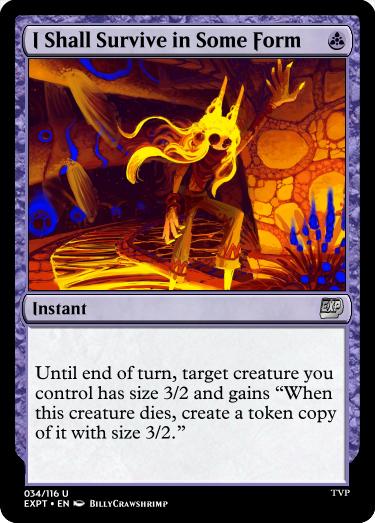 I Shall Survive in Some Form
Instant
EXP
Until end of turn, target creature you
control has size 3/2 and gains “When
this creature dies, create a token copy
of it with size 3/2.”
034/116 U
TVP
EXPT • EN BillyCrawshrimp